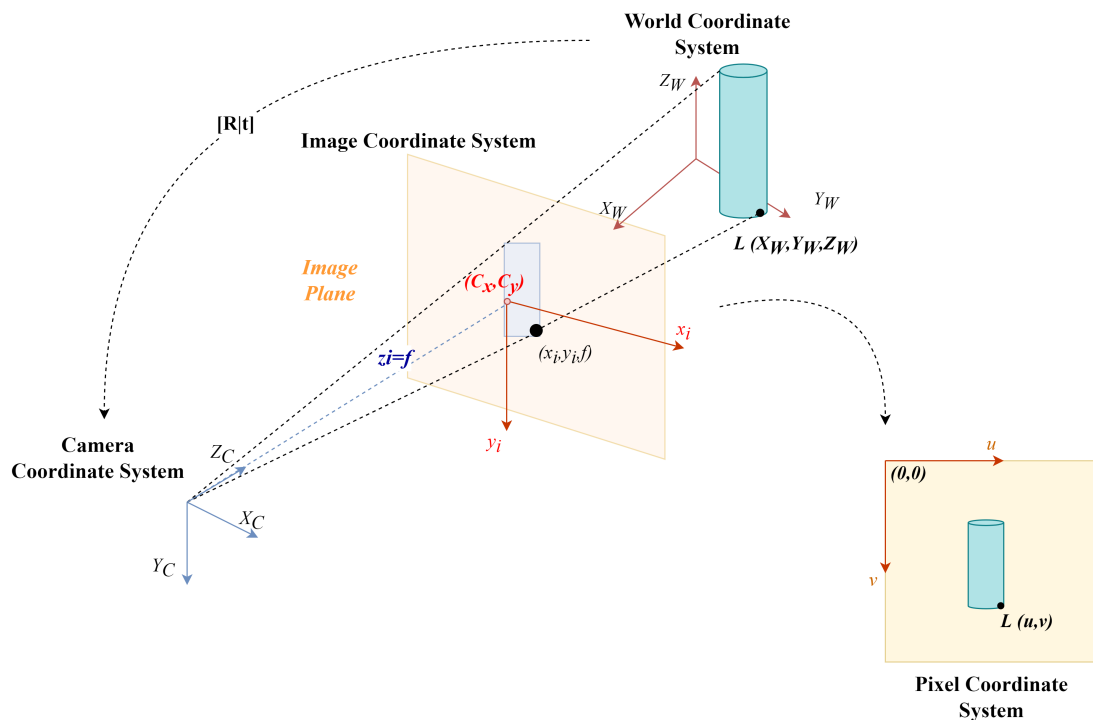 World Coordinate
System
Z_W
[R|t]
Image Coordinate System
X_W
Y_W
L (X_W,Y_W,Z_W)
Image
Plane
(C_x,C_y)
x_i
zi=f
(x_i,y_i,f)
y_i
Camera
Coordinate System
Z_C
X_C
Y_C
u
(0,0)
v
L (u,v)
Pixel Coordinate
System